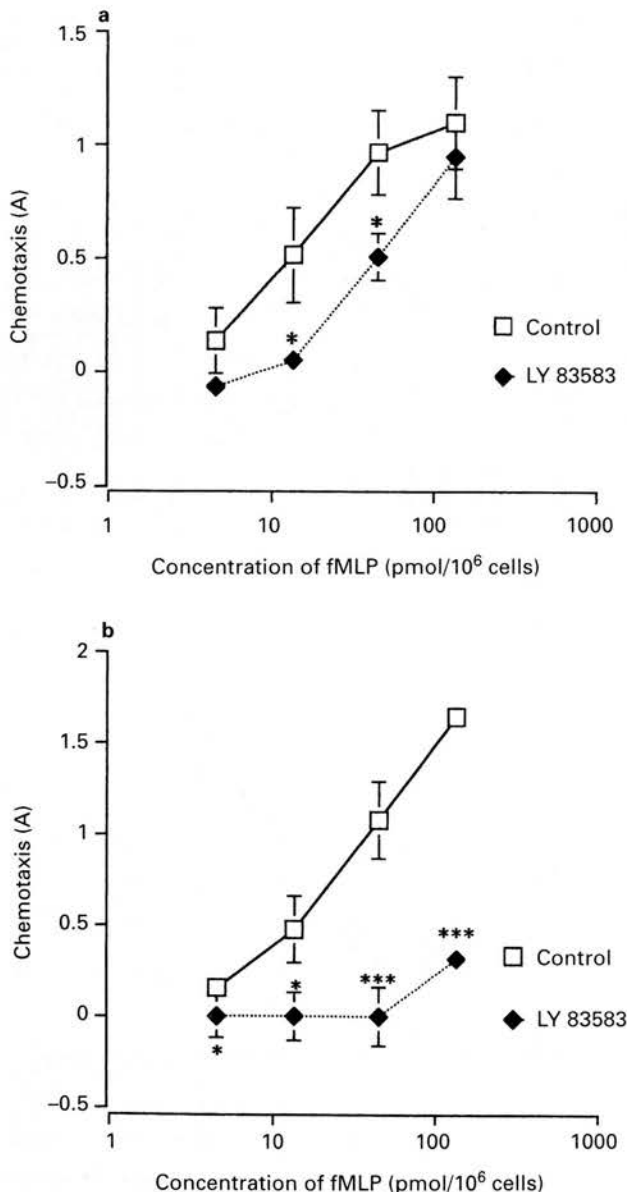 a
1.5
1
0.5
0
−0.5
Chemotaxis (A)
*
*
Control
LY 83583
1
10
100
1000
Concentration of fMLP (pmol/10⁶ cells)
b
2
1.5
1
0.5
0
−0.5
Chemotaxis (A)
*
*
***
***
Control
LY 83583
1
10
100
1000
Concentration of fMLP (pmol/10⁶ cells)